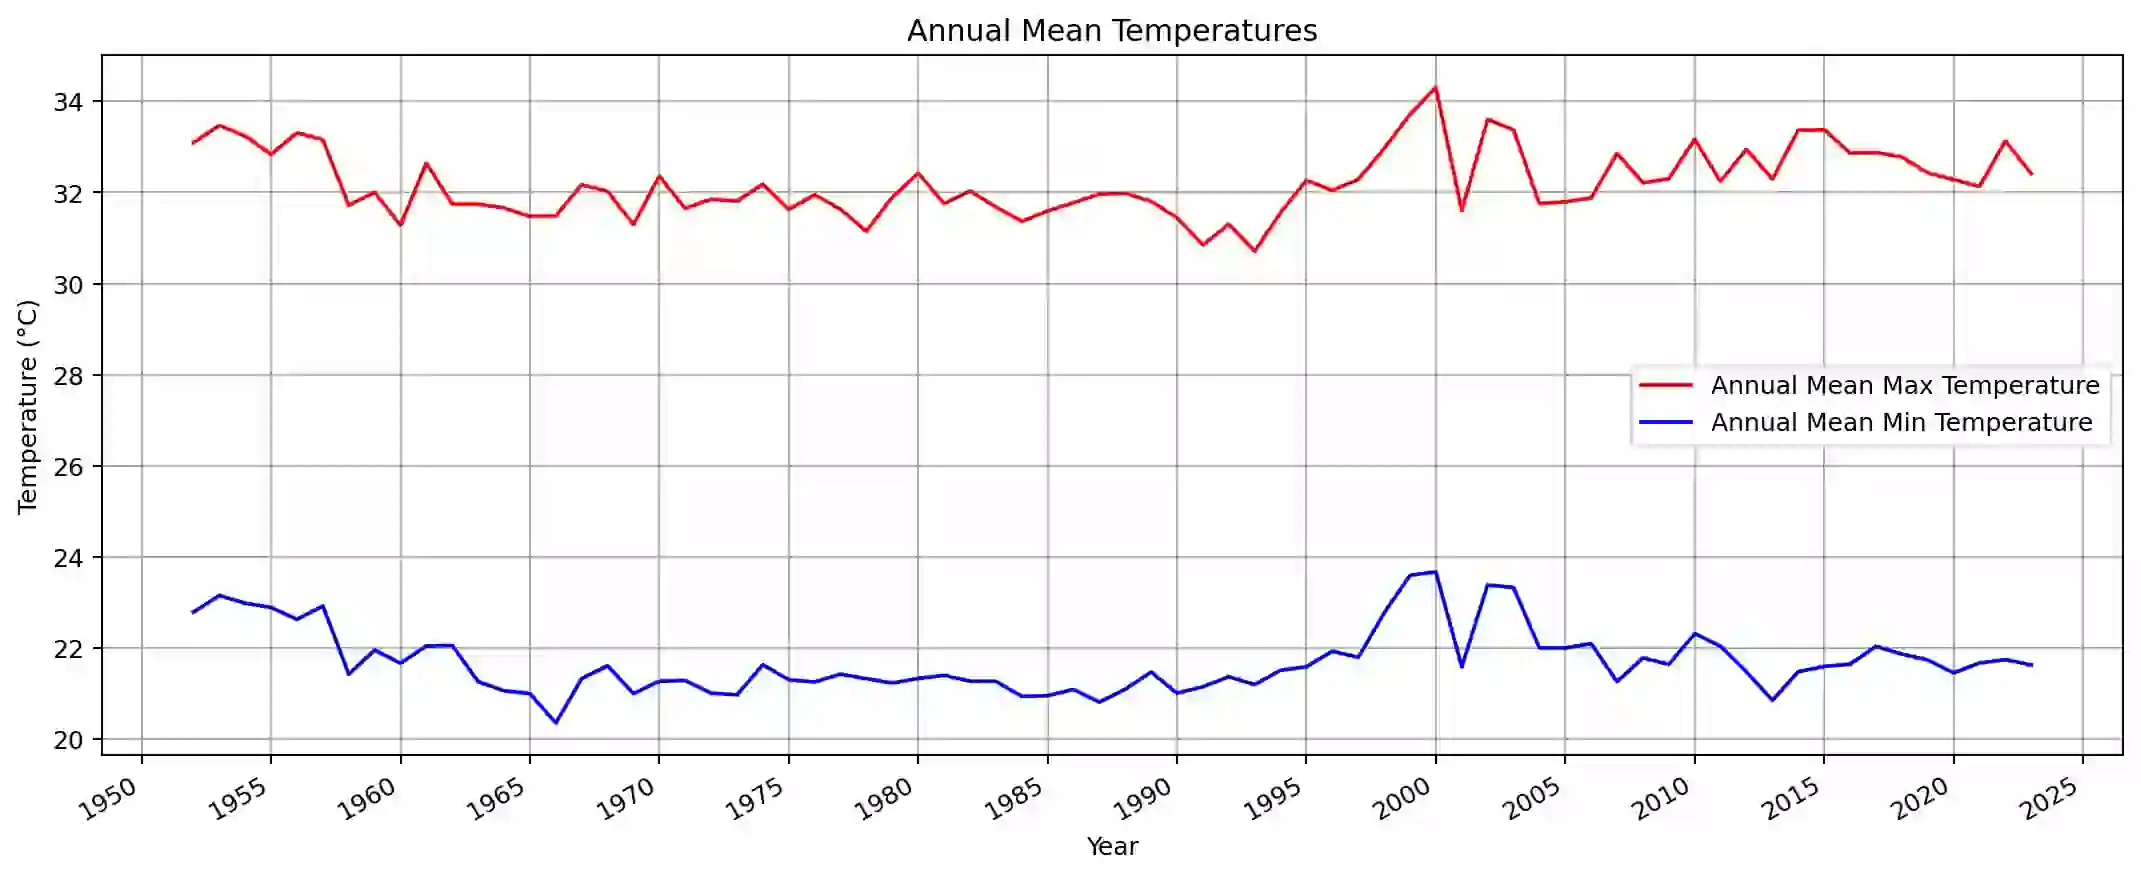 Annual Mean Temperatures
Temperature (°C)
34
32
30
28
26
24
22
20
Annual Mean Max Temperature
Annual Mean Min Temperature
1950 1955 1960 1965 1970 1975 1980 1985 1990 1995 2000 2005 2010 2015 2020 2025
Year